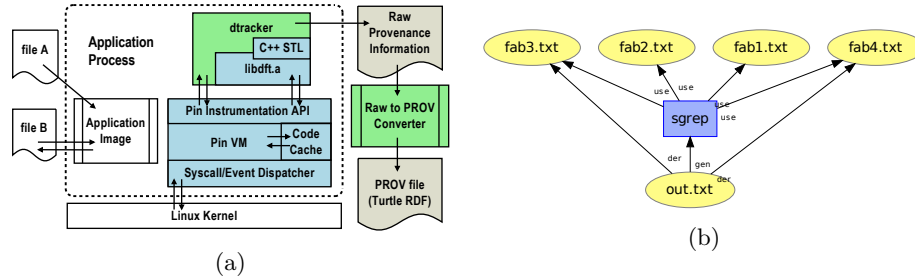 file A
Application
Process
dtracker
C++ STL
libdft.a
Raw
Provenance
Information
file B
Application
Image
Pin Instrumentation API
Pin VM
Code
Cache
Syscall/Event Dispatcher
Raw to PROV
Converter
PROV file
(Turtle RDF)
Linux Kernel
(a)
fab3.txt
fab2.txt
fab1.txt
fab4.txt
use
use
use
use
sgrep
der
gen
der
out.txt
(b)